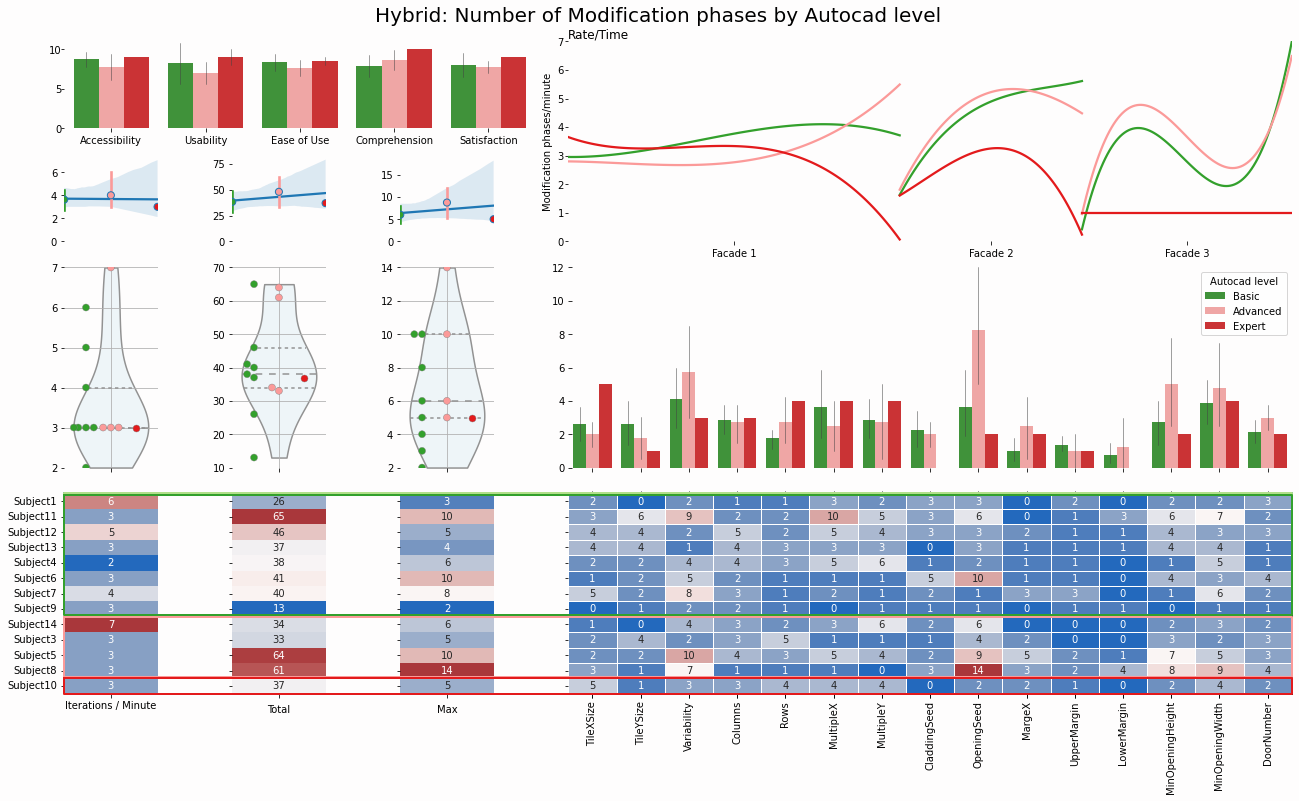 Hybrid: Number of Modification phases by Autocad level
Rate/Time
10
5
0
Accessibility
Usability
Ease of Use
Comprehension
Satisfaction
6
4
2
0
75
50
25
0
15
10
5
0
Modification phases/minute
7
6
5
4
3
2
1
0
Facade 1
Facade 2
Facade 3
7
6
5
4
3
2
70
60
50
40
30
20
10
14
12
10
8
6
4
2
12
10
8
6
4
2
0
Autocad level
Basic
Advanced
Expert
Subject1 6 26 3 2 0 2 1 1 3 2 3 3 0 2 0 2 2 3
Subject11 3 65 10 3 6 9 2 2 10 5 3 6 0 1 3 6 7 2
Subject12 5 46 5 4 4 2 5 2 5 4 3 3 2 1 1 4 3 3
Subject13 3 37 4 4 4 1 4 3 3 3 0 3 1 1 1 4 4 1
Subject4 2 38 6 2 2 4 4 3 5 6 1 2 1 1 0 1 5 1
Subject6 3 41 10 1 2 5 2 1 1 1 5 10 1 1 0 4 3 4
Subject7 4 40 8 5 2 8 3 1 2 1 2 1 3 3 0 1 6 2
Subject9 3 13 2 0 1 2 2 1 0 1 1 1 0 1 1 0 1 1
Subject14 7 34 6 3 0 4 3 2 3 6 2 6 0 0 0 2 3 2
Subject3 3 33 5 2 4 2 3 5 1 1 1 4 2 0 0 3 2 3
Subject5 3 64 10 2 2 10 4 3 5 4 2 9 5 2 1 7 5 3
Subject8 3 61 14 3 1 7 1 1 1 0 3 14 3 2 4 8 9 4
Subject10 3 37 5 5 1 3 3 4 4 4 0 2 2 1 0 2 4 2
Iterations / Minute
Total
Max
TileXSize
TileYSize
Variability
Columns
Rows
MultipleX
MultipleY
CladdingSeed
OpeningSeed
MargeX
UpperMargin
LowerMargin
MinOpeningHeight
MinOpeningWidth
DoorNumber